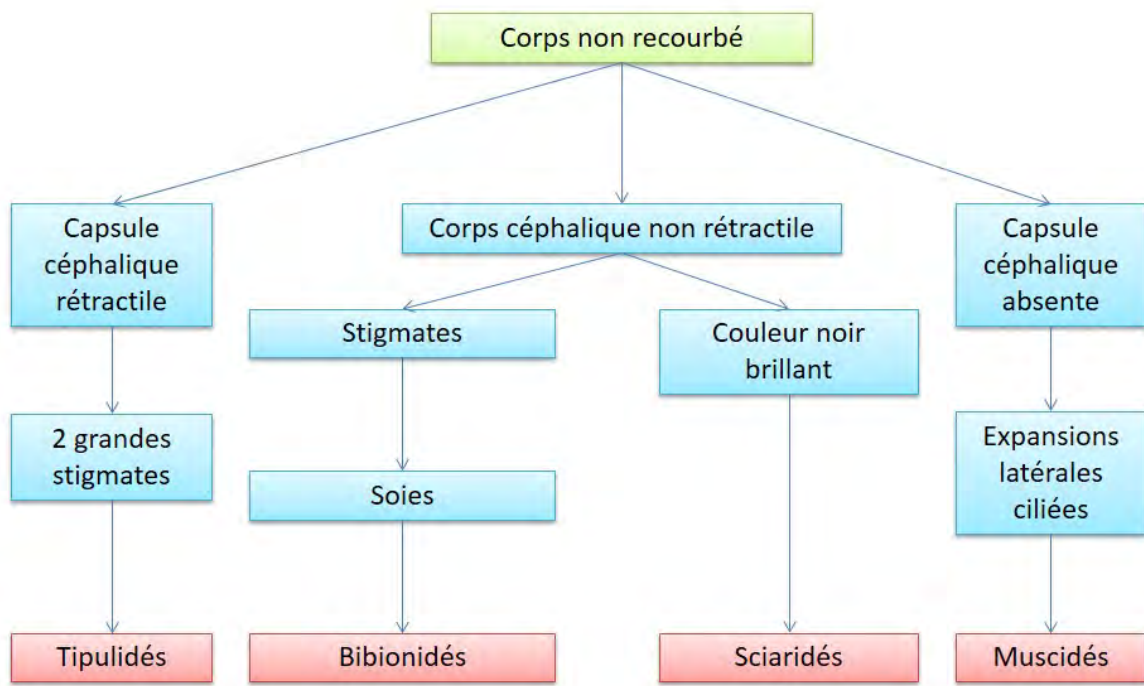 Corps non recourbé
Capsule
céphalique
rétractile
Corps céphalique non rétractile
Capsule
céphalique
absente
Stigmates
Couleur noir
brillant
2 grandes
stigmates
Soies
Expansions
latérales
ciliées
Tipulidés
Bibionidés
Sciaridés
Muscidés